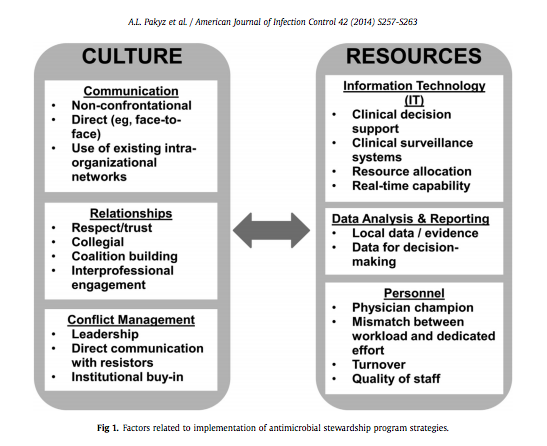 A.L. Pakyz et al. / American Journal of Infection Control 42 (2014) S257-S263
CULTURE
Communication
• Non-confrontational
• Direct (eg, face-to-
face)
• Use of existing intra-
organizational
networks
Relationships
• Respect/trust
• Collegial
• Coalition building
• Interprofessional
engagement
Conflict Management
• Leadership
• Direct communication
with resistors
• Institutional buy-in
RESOURCES
Information Technology
(IT)
• Clinical decision
support
• Clinical surveillance
systems
• Resource allocation
• Real-time capability
Data Analysis & Reporting
• Local data / evidence
• Data for decision-
making
Personnel
• Physician champion
• Mismatch between
workload and dedicated
effort
• Turnover
• Quality of staff
Fig 1. Factors related to implementation of antimicrobial stewardship program strategies.